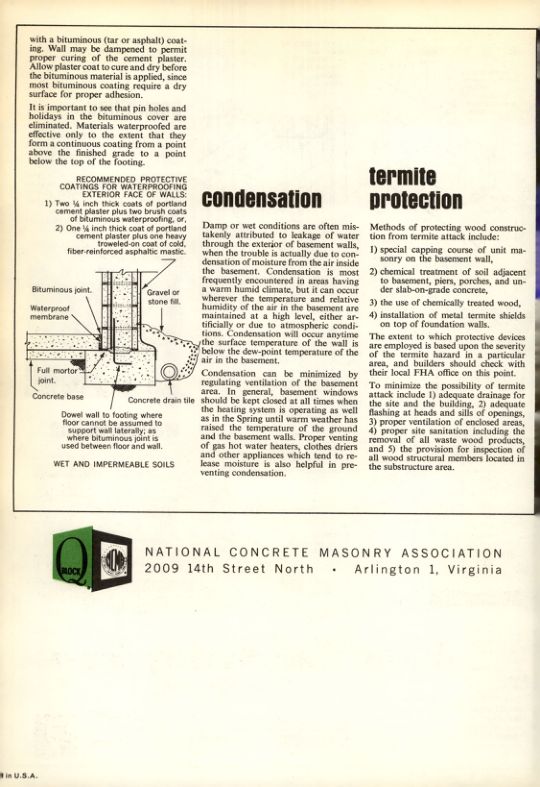 with a bituminous (tar or asphalt) coat-
ing. Wall may be dampened to permit
proper curing of the cement plaster.
Allow plaster coat to cure and dry before
the bituminous material is applied, since
most bituminous coating require a dry
surface for proper adhesion.
It is important to see that pin holes and
holidays in the bituminous cover are
eliminated. Materials waterproofed are
effective only to the extent that they
form a continuous coating from a point
above the finished grade to a point
below the top of the footing.
RECOMMENDED PROTECTIVE
COATINGS FOR WATERPROOFING
EXTERIOR FACE OF WALLS:
1) Two ¼ inch thick coats of portland
cement plaster plus two brush coats
of bituminous waterproofing, or,
2) One ¼ inch thick coat of portland
cement plaster plus one heavy
troweled-on coat of cold,
fiber-reinforced asphaltic mastic.
Bituminous joint.
Gravel or
stone fill.
Waterproof
membrane
Full mortor
joint.
Concrete base
Concrete drain tile
Dowel wall to footing where
floor cannot be assumed to
support wall laterally; as
where bituminous joint is
used between floor and wall.
WET AND IMPERMEABLE SOILS
condensation
Damp or wet conditions are often mis-
takenly attributed to leakage of water
through the exterior of basement walls,
when the trouble is actually due to con-
densation of moisture from the air inside
the basement. Condensation is most
frequently encountered in areas having
a warm humid climate, but it can occur
wherever the temperature and relative
humidity of the air in the basement are
maintained at a high level, either ar-
tificially or due to atmospheric condi-
tions. Condensation will occur anytime
the surface temperature of the wall is
below the dew-point temperature of the
air in the basement.
Condensation can be minimized by
regulating ventilation of the basement
area. In general, basement windows
should be kept closed at all times when
the heating system is operating as well
as in the Spring until warm weather has
raised the temperature of the ground
and the basement walls. Proper venting
of gas hot water heaters, clothes driers
and other appliances which tend to re-
lease moisture is also helpful in pre-
venting condensation.
termite
protection
Methods of protecting wood construc-
tion from termite attack include:
1) special capping course of unit ma-
sonry on the basement wall,
2) chemical treatment of soil adjacent
to basement, piers, porches, and un-
der slab-on-grade concrete,
3) the use of chemically treated wood,
4) installation of metal termite shields
on top of foundation walls.
The extent to which protective devices
are employed is based upon the severity
of the termite hazard in a particular
area, and builders should check with
their local FHA office on this point.
To minimize the possibility of termite
attack include 1) adequate drainage for
the site and the building, 2) adequate
flashing at heads and sills of openings,
3) proper ventilation of enclosed areas,
4) proper site sanitation including the
removal of all waste wood products,
and 5) the provision for inspection of
all wood structural members located in
the substructure area.
Q
BLOCK
NCMA
NATIONAL CONCRETE MASONRY ASSOCIATION
2009 14th Street North • Arlington 1, Virginia
in U.S.A.